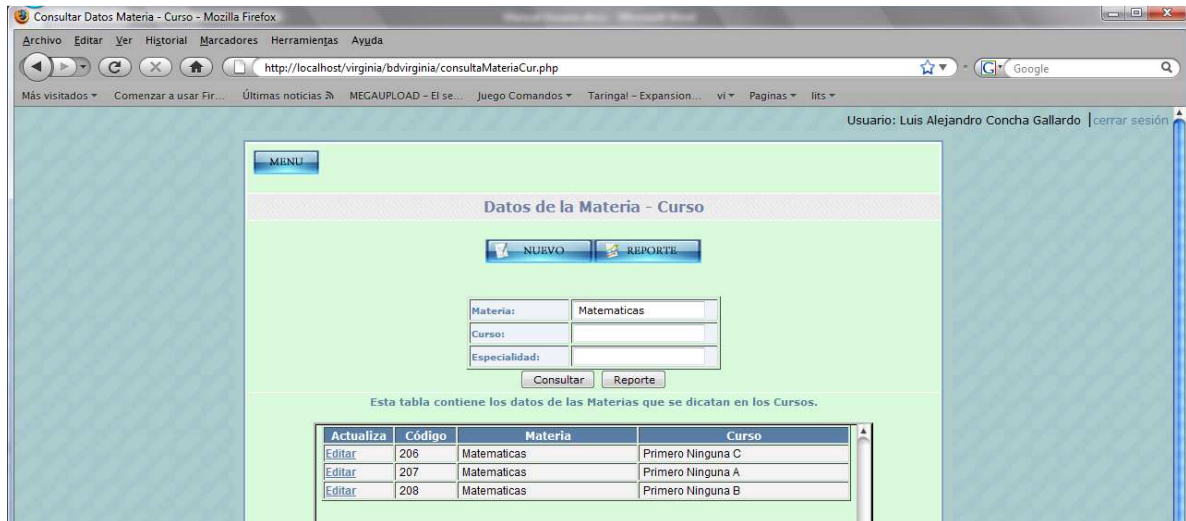 Consultar Datos Materia - Curso - Mozilla Firefox
Archivo Editar Ver Historial Marcadores Herramientas Ayuda
http://localhost/virginia/bdvirginia/consultaMateriaCur.php Google
Más visitados Comenzar a usar Fir... Últimas noticias MEGAUPLOAD - El se... Juego Comandos Taringa! - Expansion... vi Paginas lits
Usuario: Luis Alejandro Concha Gallardo |cerrar sesión
MENU
Datos de la Materia - Curso
NUEVO REPORTE
Materia: Matematicas
Curso:
Especialidad:
Consultar Reporte
Esta tabla contiene los datos de las Materias que se dicatan en los Cursos.
Actualiza Código Materia Curso
Editar 206 Matematicas Primero Ninguna C
Editar 207 Matematicas Primero Ninguna A
Editar 208 Matematicas Primero Ninguna B